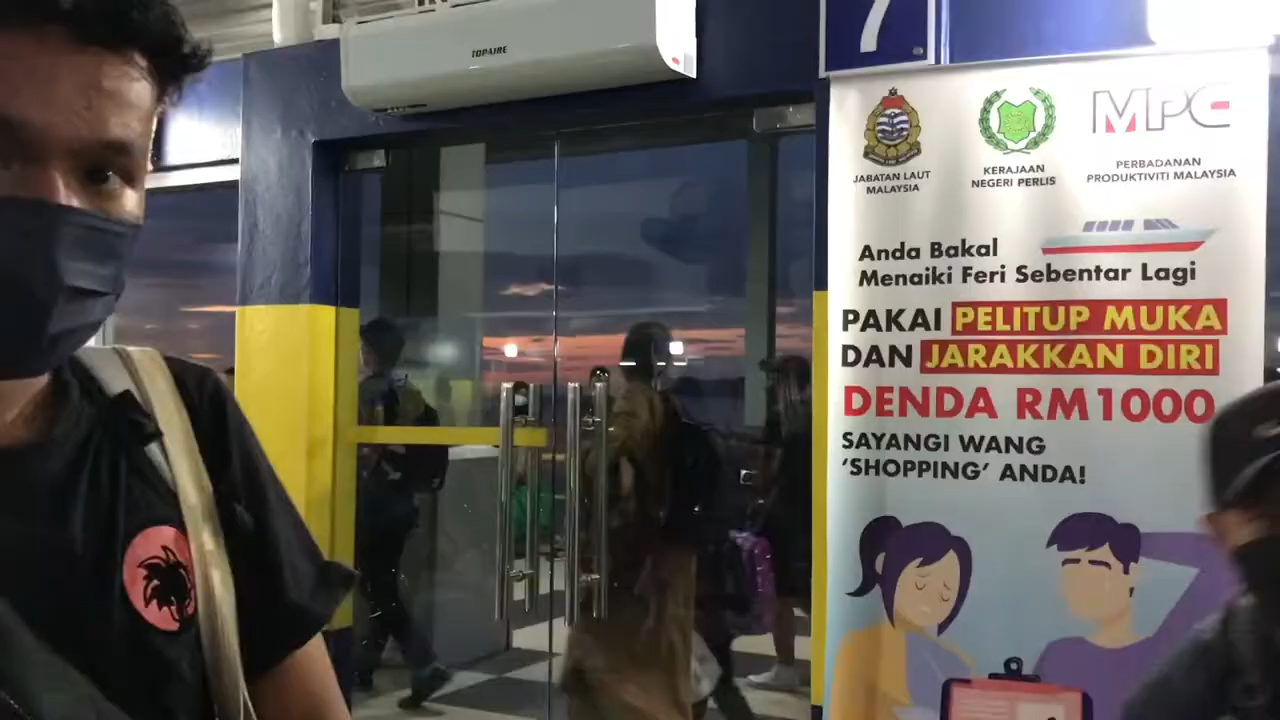 TOPAIRE
7
JABATAN LAUT
MALAYSIA
KERAJAAN
NEGERI PERLIS
MPC
PERBADANAN
PRODUKTIVITI MALAYSIA
Anda Bakal
Menaiki Feri Sebentar Lagi
PAKAI PELITUP MUKA
DAN JARAKKAN DIRI
DENDA RM1000
SAYANGI WANG
‘SHOPPING’ ANDA!